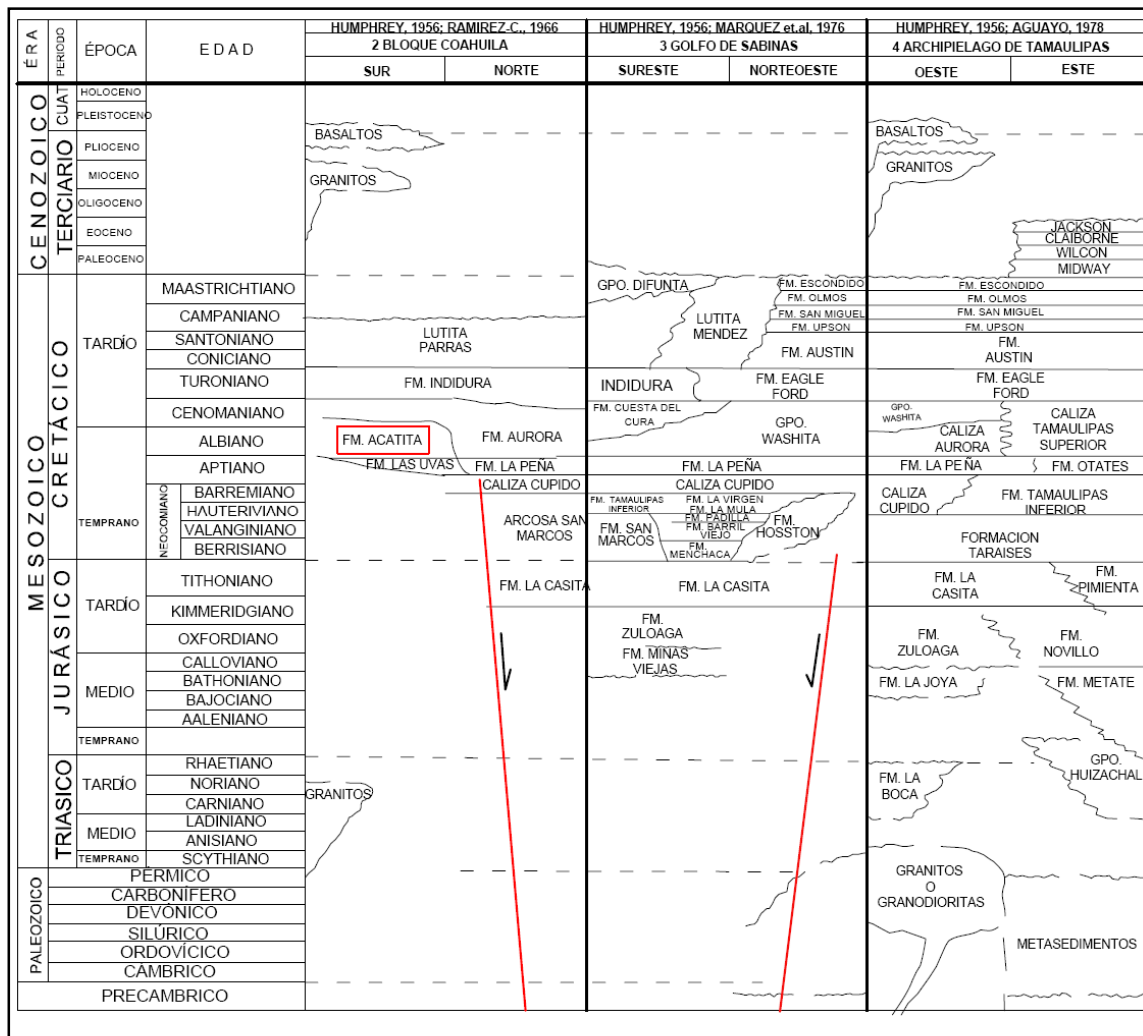 ÉRA
PERIODO
ÉPOCA
E D A D
HUMPHREY, 1956; RAMIREZ-C., 1966
2 BLOQUE COAHUILA
SUR
NORTE
HUMPHREY, 1956; MARQUEZ et.al, 1976
3 GOLFO DE SABINAS
SURESTE
NORTEOESTE
HUMPHREY, 1956; AGUAYO, 1978
4 ARCHIPIELAGO DE TAMAULIPAS
OESTE
ESTE
CENOZOICO
CUAT
TERCIARIO
HOLOCENO
PLEISTOCENO
PLIOCENO
MIOCENO
OLIGOCENO
EOCENO
PALEOCENO
MESOZOICO
CRETÁCICO
TARDÍO
MAASTRICHTIANO
CAMPANIANO
SANTONIANO
CONICIANO
TURONIANO
CENOMANIANO
TEMPRANO
ALBIANO
APTIANO
NEOCOMIANO
BARREMIANO
HAUTERIVIANO
VALANGINIANO
BERRISIANO
JURÁSICO
TARDÍO
TITHONIANO
KIMMERIDGIANO
OXFORDIANO
MEDIO
CALLOVIANO
BATHONIANO
BAJOCIANO
AALENIANO
TEMPRANO
TRIASICO
TARDÍO
RHAETIANO
NORIANO
CARNIANO
MEDIO
LADINIANO
ANISIANO
TEMPRANO
SCYTHIANO
PALEOZOICO
PÉRMICO
CARBONÍFERO
DEVÓNICO
SILÚRICO
ORDOVÍCICO
CÁMBRICO
PRECAMBRICO
BASALTOS
GRANITOS
LUTITA
PARRAS
FM. INDIDURA
FM. ACATITA
FM. AURORA
FM. LAS UVAS
FM. LA PEÑA
CALIZA CUPIDO
ARCOSA SAN
MARCOS
FM. LA CASITA
GRANITOS
GPO. DIFUNTA
LUTITA
MENDEZ
FM. ESCONDIDO
FM. OLMOS
FM. SAN MIGUEL
FM. UPSON
FM. AUSTIN
INDIDURA
FM. EAGLE
FORD
FM. CUESTA DEL
CURA
GPO.
WASHITA
FM. LA PEÑA
CALIZA CUPIDO
FM. TAMAULIPAS
INFERIOR
FM. SAN
MARCOS
FM. LA VIRGEN
FM. LA MULA
FM. PADILLA
FM. BARRIL
VIEJO
FM.
MENCHACA
FM.
HOSSTON
FM. LA CASITA
FM.
ZULOAGA
FM. MINAS
VIEJAS
BASALTOS
GRANITOS
JACKSON
CLAIBORNE
WILCON
MIDWAY
FM. ESCONDIDO
FM. OLMOS
FM. SAN MIGUEL
FM. UPSON
FM.
AUSTIN
FM. EAGLE
FORD
GPO.
WASHITA
CALIZA
AURORA
CALIZA
TAMAULIPAS
SUPERIOR
FM. LA PEÑA
FM. OTATES
CALIZA
CUPIDO
FM. TAMAULIPAS
INFERIOR
FORMACION
TARAISES
FM. LA
CASITA
FM.
PIMIENTA
FM.
ZULOAGA
FM.
NOVILLO
FM. LA JOYA
FM. METATE
FM. LA
BOCA
GPO.
HUIZACHAL
GRANITOS
O
GRANODIORITAS
METASEDIMENTOS